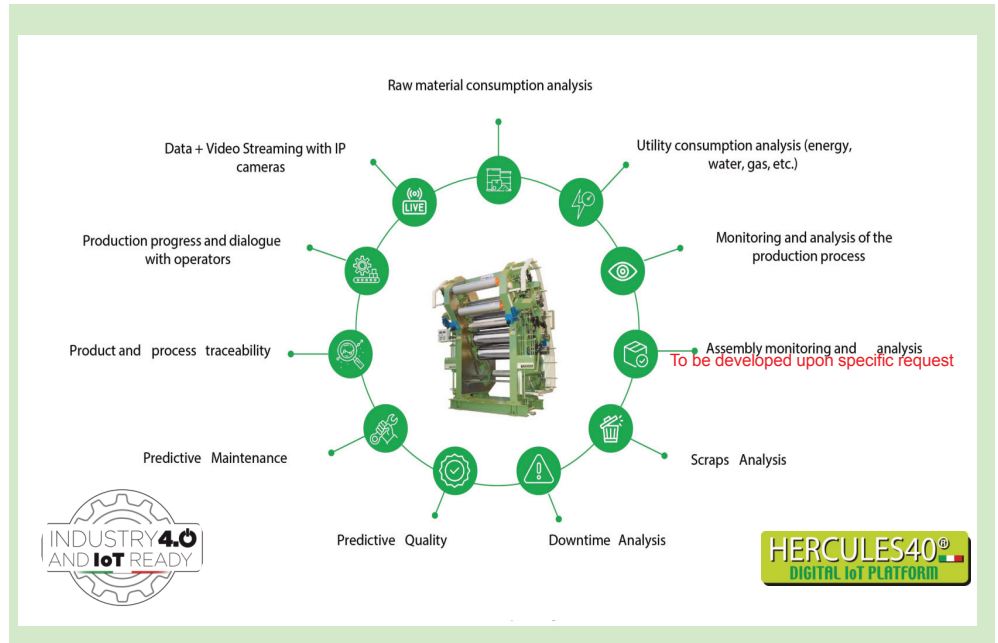 Raw material consumption analysis
Data + Video Streaming with IP
cameras
Utility consumption analysis (energy,
water, gas, etc.)
LIVE
Production progress and dialogue
with operators
Monitoring and analysis of the
production process
Product and process traceability
Assembly monitoring and analysis
To be developed upon specific request
Predictive Maintenance
Scraps Analysis
Predictive Quality
Downtime Analysis
INDUSTRY 4.0
AND IoT READY
HERCULES40®
DIGITAL IoT PLATFORM